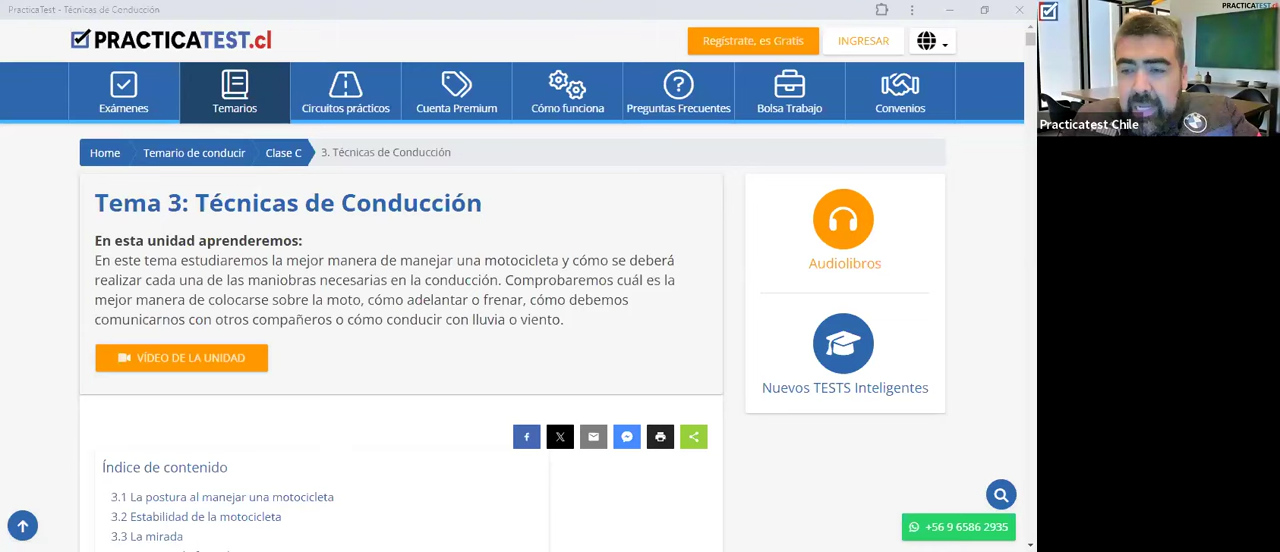 PracticaTest - Técnicas de Conducción
PRACTICATEST.cl
Regístrate, es Gratis
INGRESAR
Exámenes
Temarios
Circuitos prácticos
Cuenta Premium
Cómo funciona
Preguntas Frecuentes
Bolsa Trabajo
Convenios
Home
Temario de conducir
Clase C
3. Técnicas de Conducción
Tema 3: Técnicas de Conducción
En esta unidad aprenderemos:
En este tema estudiaremos la mejor manera de manejar una motocicleta y cómo se deberá
realizar cada una de las maniobras necesarias en la conducción. Comprobaremos cuál es la
mejor manera de colocarse sobre la moto, cómo adelantar o frenar, cómo debemos
comunicarnos con otros compañeros o cómo conducir con lluvia o viento.
VÍDEO DE LA UNIDAD
Audiolibros
Nuevos TESTS Inteligentes
Índice de contenido
3.1 La postura al manejar una motocicleta
3.2 Estabilidad de la motocicleta
3.3 La mirada
+56 9 6586 2935
PRACTICATEST
Practicatest Chile